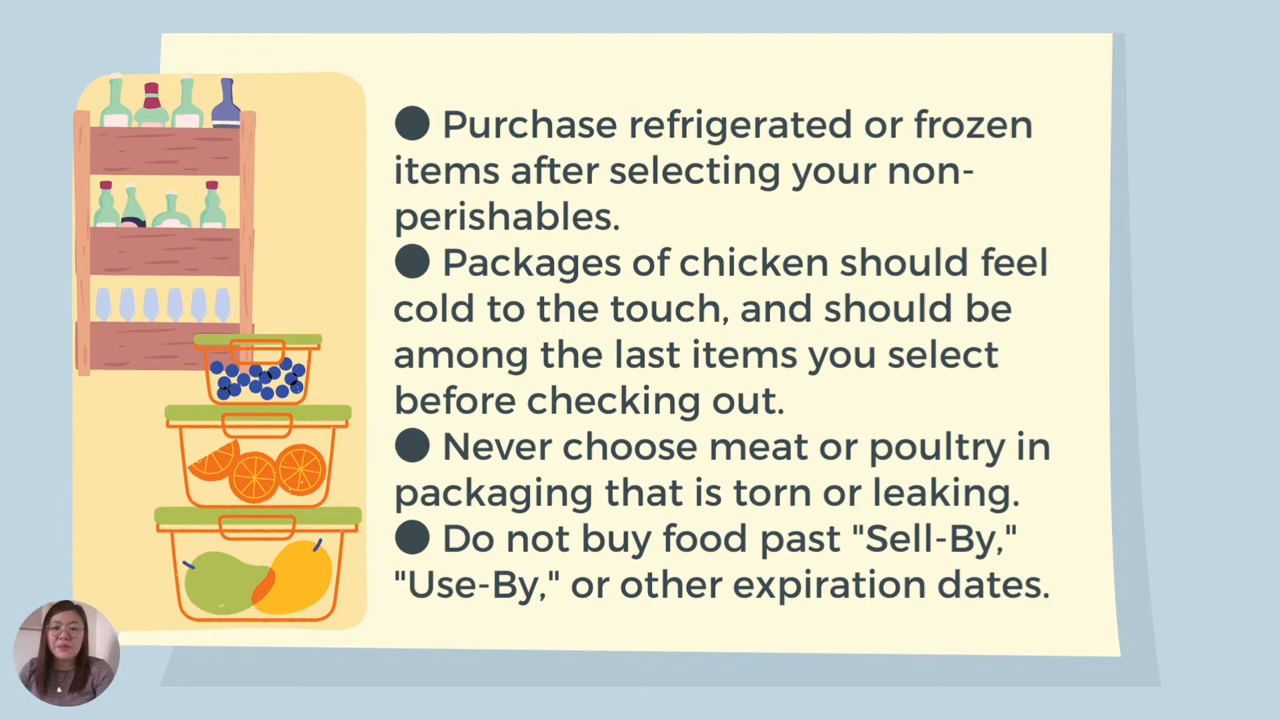 ● Purchase refrigerated or frozen
items after selecting your non-
perishables.
● Packages of chicken should feel
cold to the touch, and should be
among the last items you select
before checking out.
● Never choose meat or poultry in
packaging that is torn or leaking.
● Do not buy food past "Sell-By,"
"Use-By," or other expiration dates.